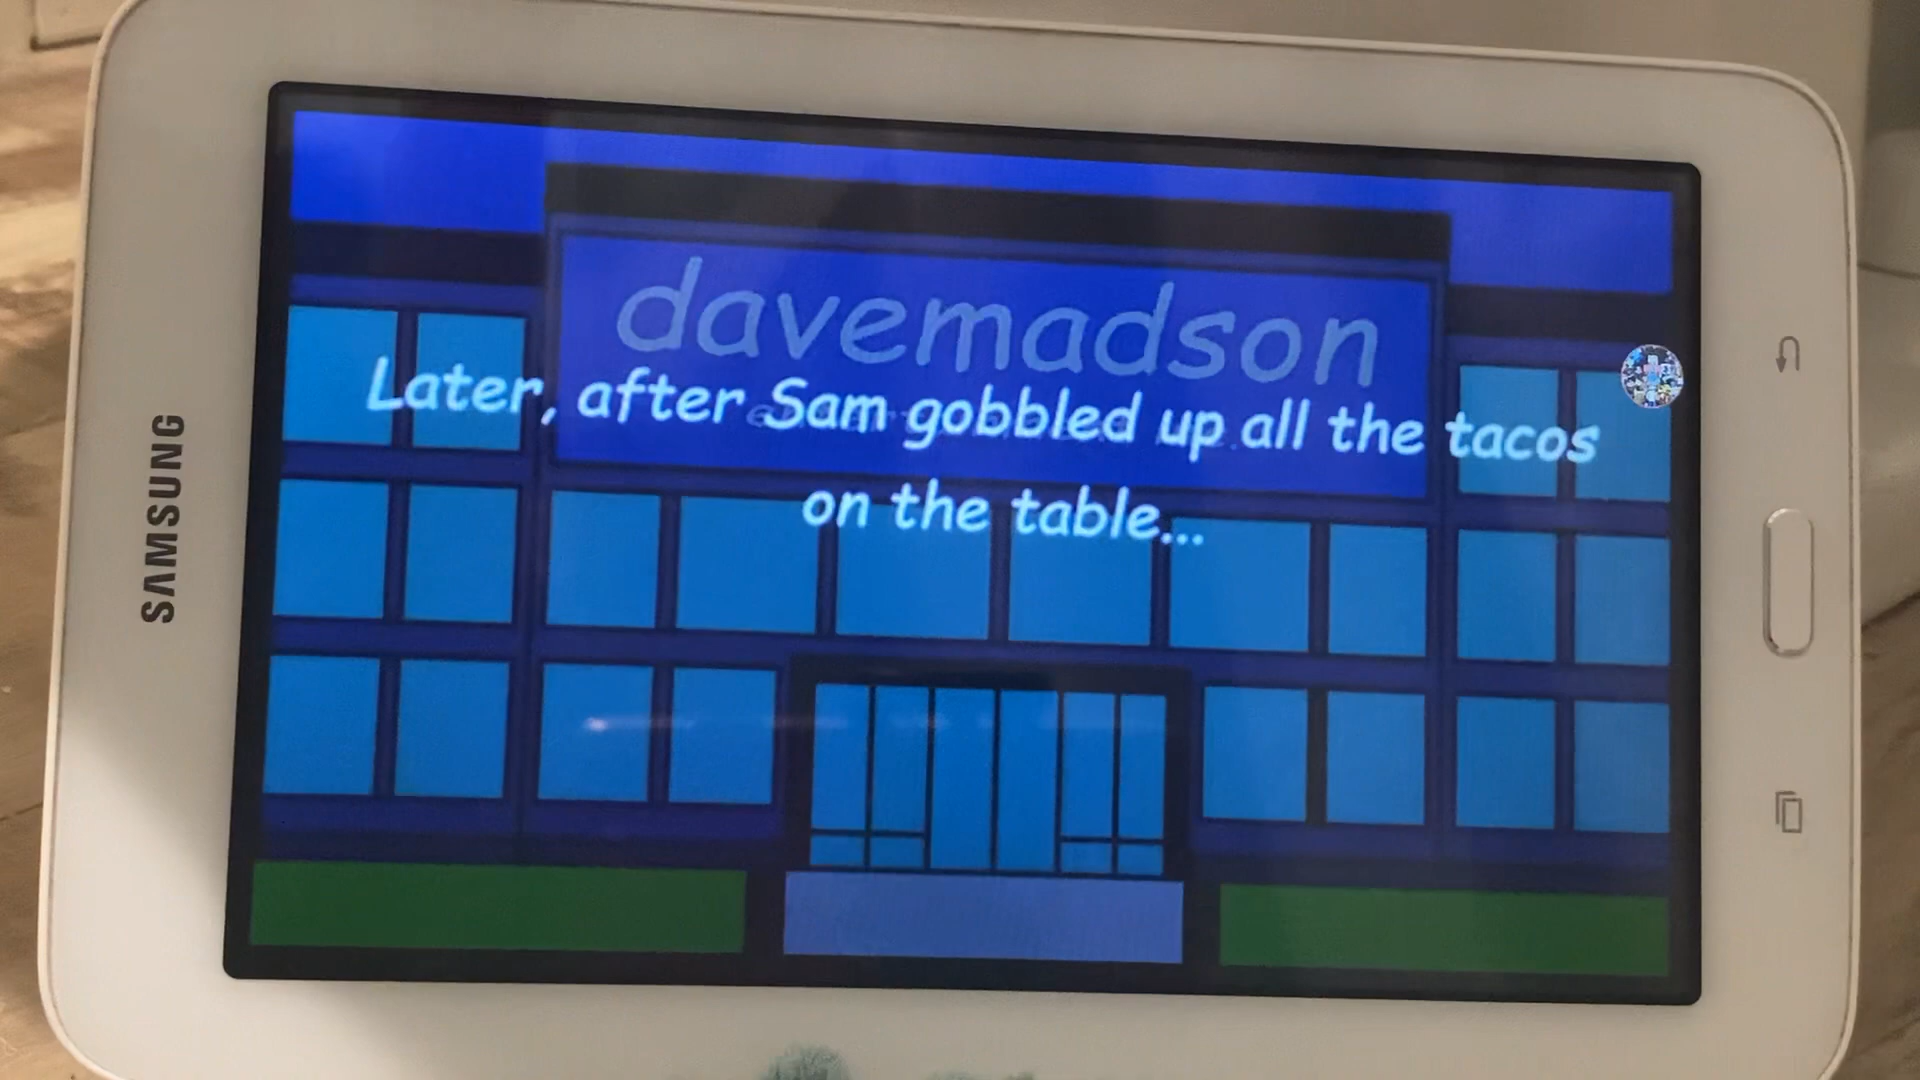 SAMSUNG
davemadson
Later, after Sam gobbled up all the tacos
on the table...